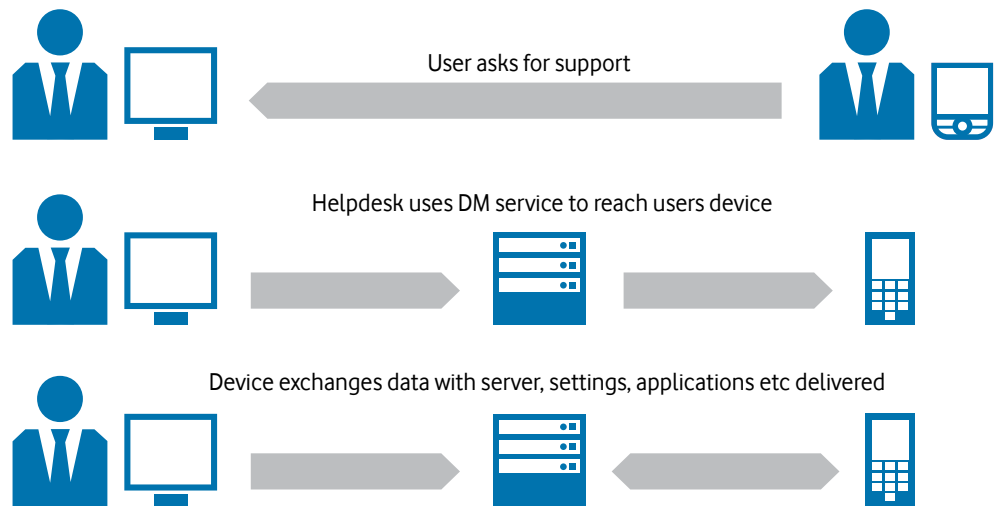 User asks for support
Helpdesk uses DM service to reach users device
Device exchanges data with server, settings, applications etc delivered